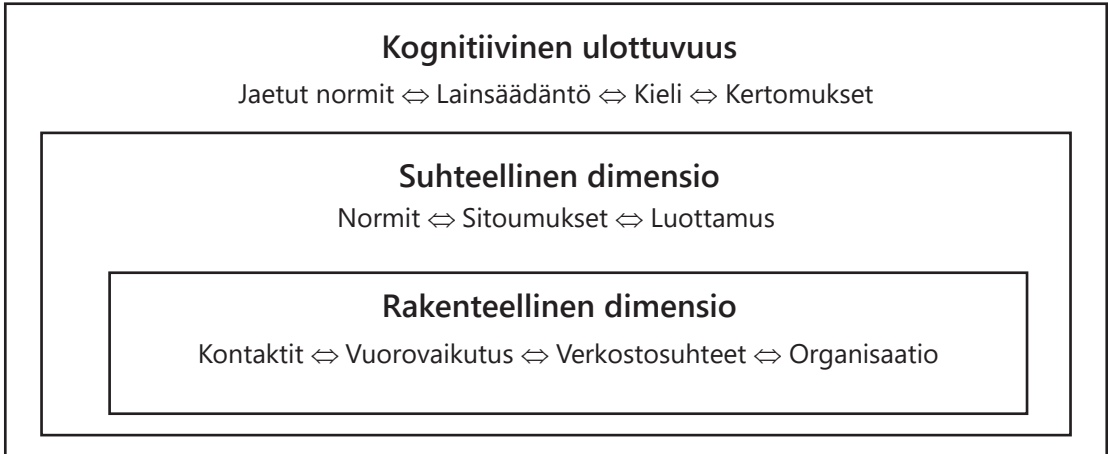 Kognitiivinen ulottuvuus
Jaetut normit ⇔ Lainsäädäntö ⇔ Kieli ⇔ Kertomukset
Suhteellinen dimensio
Normit ⇔ Sitoumukset ⇔ Luottamus
Rakenteellinen dimensio
Kontaktit ⇔ Vuorovaikutus ⇔ Verkostosuhteet ⇔ Organisaatio